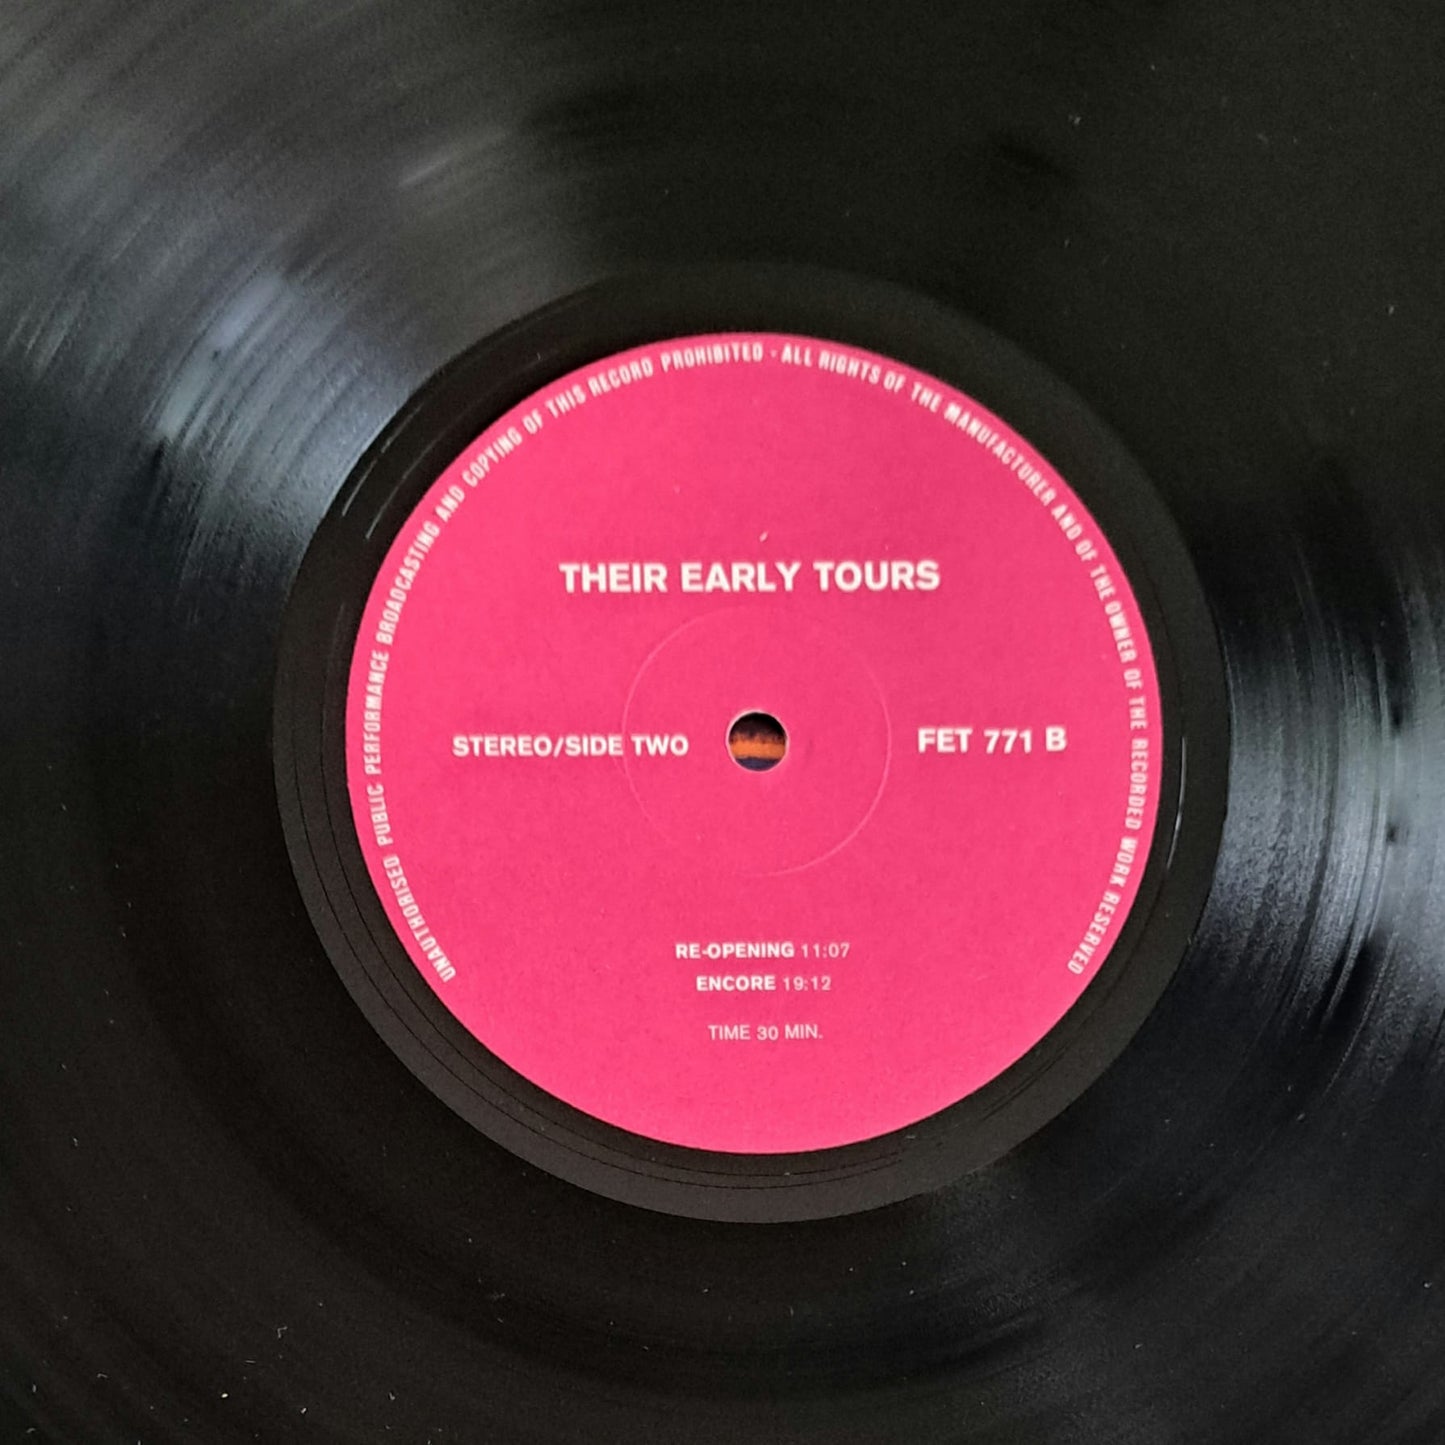 UNAUTHORISED PUBLIC PERFORMANCE BROADCASTING AND COPYING OF THIS RECORD PROHIBITED - ALL RIGHTS OF THE MANUFACTURER AND OF THE OWNER OF THE RECORDED WORK RESERVED
THEIR EARLY TOURS
STEREO/SIDE TWO
FET 771 B
RE-OPENING 11:07
ENCORE 19:12
TIME 30 MIN.